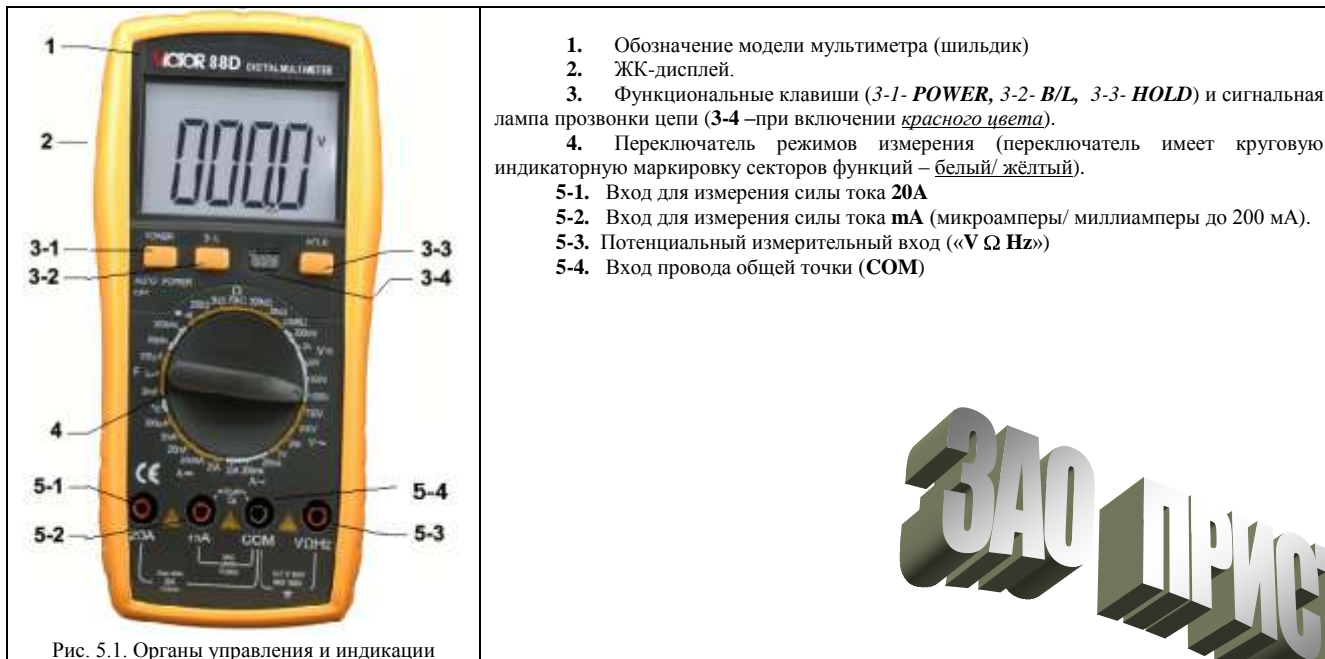 1
VICTOR 88D DIGITAL MULTIMETER
2
000.0 V
3-1
3-2
3-3
3-4
POWER
B/L
HOLD
AUTO POWER
OFF
Ω
4
F
CE
5-1
5-2
5-4
5-3
20A
mA
COM
VΩHz
Рис. 5.1. Органы управления и индикации
1. Обозначение модели мультиметра (шильдик)
2. ЖК-дисплей.
3. Функциональные клавиши (3-1- POWER, 3-2- B/L, 3-3- HOLD) и сигнальная
лампа прозвонки цепи (3-4 –при включении красного цвета).
4. Переключатель режимов измерения (переключатель имеет круговую
индикаторную маркировку секторов функций – белый/ жёлтый).
5-1. Вход для измерения силы тока 20А
5-2. Вход для измерения силы тока mA (микроамперы/ миллиамперы до 200 мА).
5-3. Потенциальный измерительный вход («V Ω Hz»)
5-4. Вход провода общей точки (COM)
ЗАО ПРИСТ